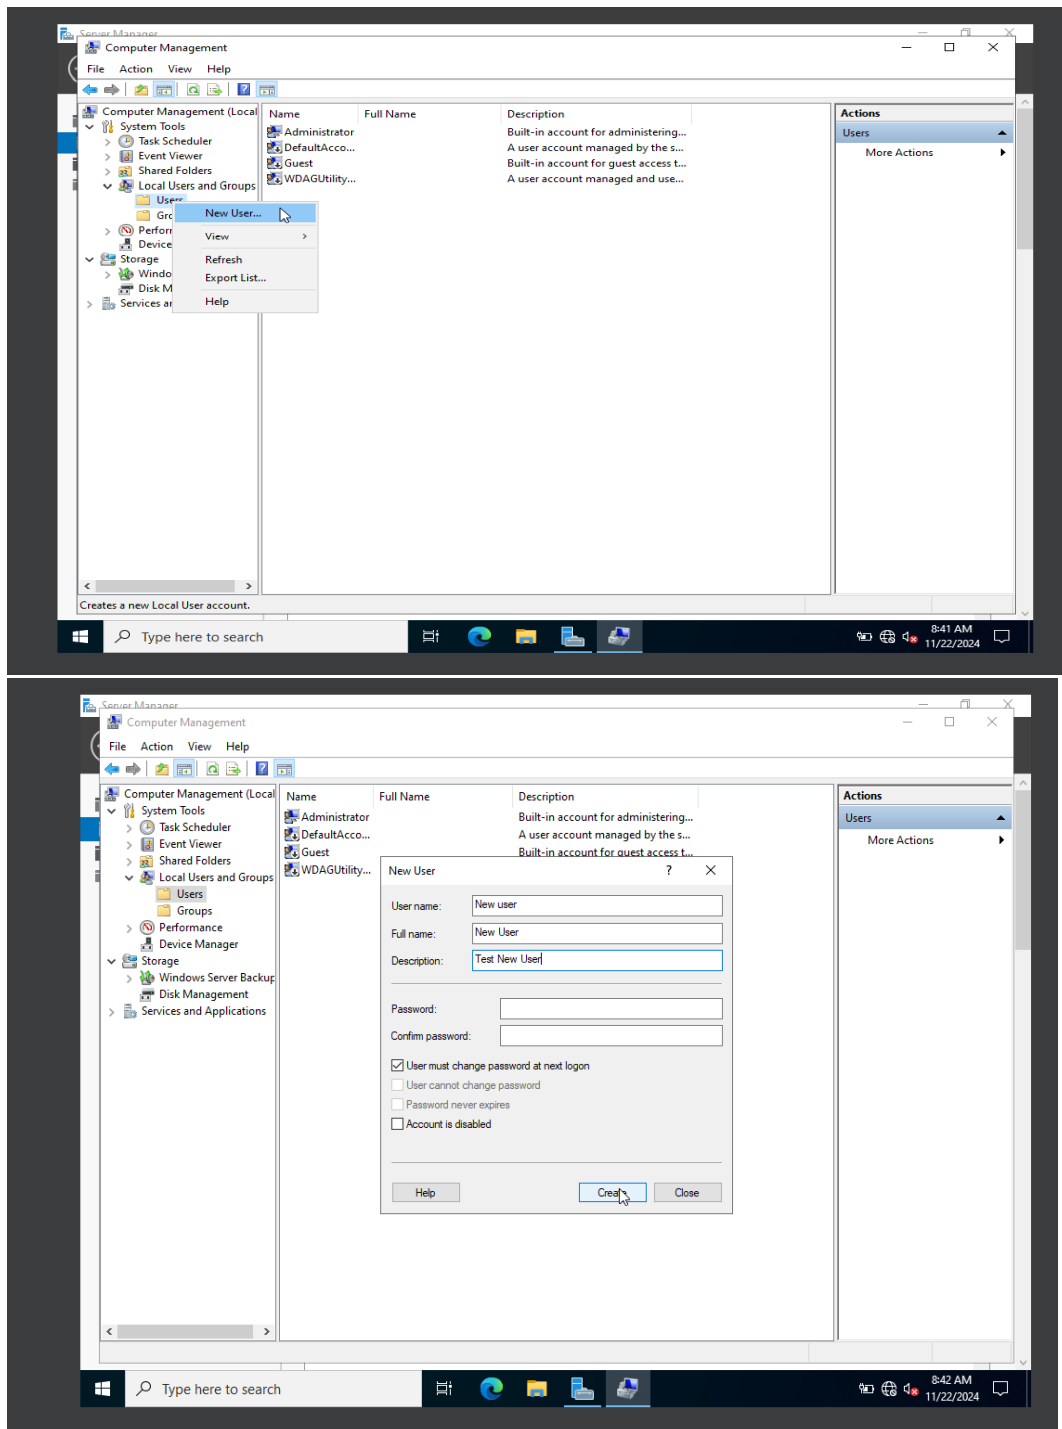 Server Manager
Computer Management
File Action View Help
Computer Management (Local
Name Full Name Description
Actions
System Tools
Administrator Built-in account for administering...
Users
Task Scheduler
DefaultAcco... A user account managed by the s...
More Actions
Event Viewer
Guest Built-in account for guest access t...
Shared Folders
WDAGUtility... A user account managed and use...
Local Users and Groups
Users
New User...
View
Refresh
Export List...
Help
Storage
Device
Disk M
Creates a new Local User account.
Type here to search
8:41 AM
11/22/2024
Server Manager
Computer Management
File Action View Help
Computer Management (Local
Name Full Name Description
Actions
System Tools
Administrator Built-in account for administering...
Users
Task Scheduler
DefaultAcco... A user account managed by the s...
More Actions
Event Viewer
Guest Built-in account for guest access t...
Shared Folders
WDAGUtility...
Local Users and Groups
Users
Groups
Performance
Device Manager
Storage
Windows Server Backup
Disk Management
Services and Applications
New User ?
User name: New user
Full name: New User
Description: Test New User
Password:
Confirm password:
User must change password at next logon
User cannot change password
Password never expires
Account is disabled
Help Create Close
Type here to search
8:42 AM
11/22/2024